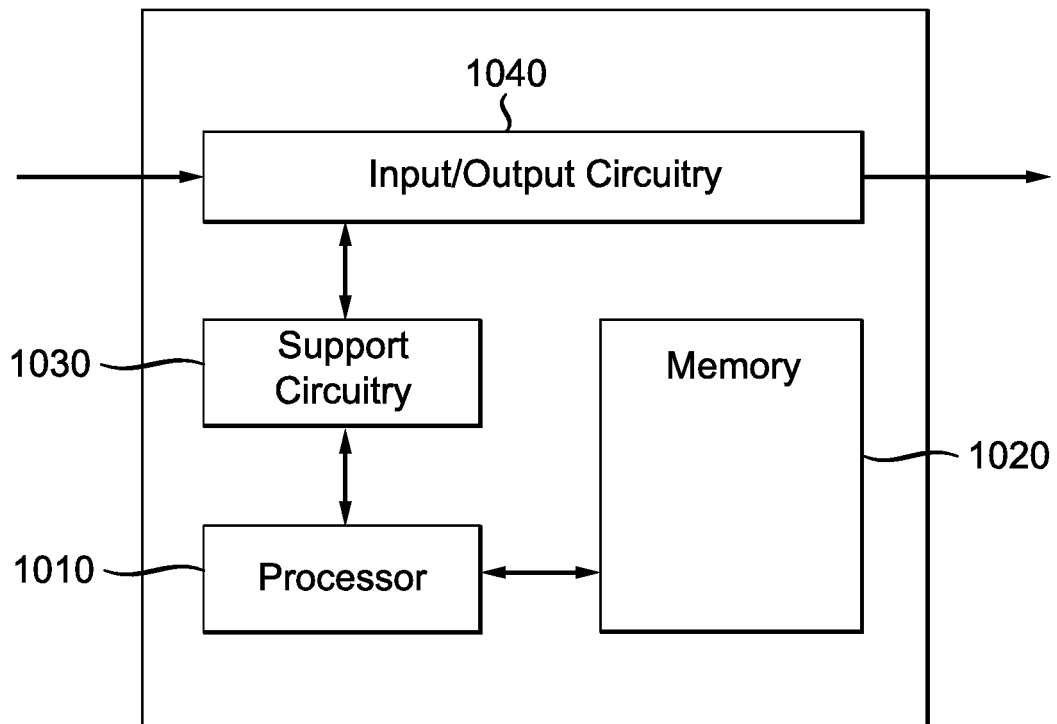 1040
Input/Output Circuitry
1030
Support
Circuitry
Memory
1020
1010
Processor